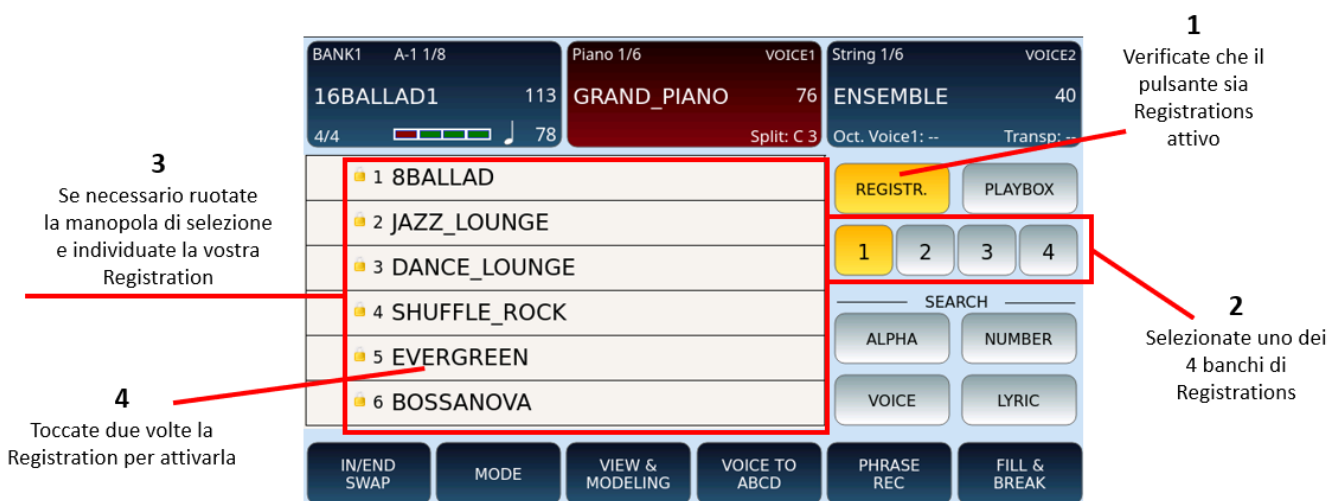 1
Verificate che il
pulsante sia
Registrations
attivo
BANK1 A-1 1/8
16BALLAD1 113
4/4 78
Piano 1/6 VOICE1
GRAND_PIANO 76
Split: C 3
String 1/6 VOICE2
ENSEMBLE 40
Oct. Voice1: -- Transp: --
3
Se necessario ruotate
la manopola di selezione
e individuate la vostra
Registration
1 8BALLAD
2 JAZZ_LOUNGE
3 DANCE_LOUNGE
4 SHUFFLE_ROCK
5 EVERGREEN
6 BOSSANOVA
REGISTR. PLAYBOX
1 2 3 4
SEARCH
ALPHA NUMBER
VOICE LYRIC
2
Selezionate uno dei
4 banchi di
Registrations
4
Toccate due volte la
Registration per attivarla
IN/END
SWAP
MODE
VIEW &
MODELING
VOICE TO
ABCD
PHRASE
REC
FILL &
BREAK